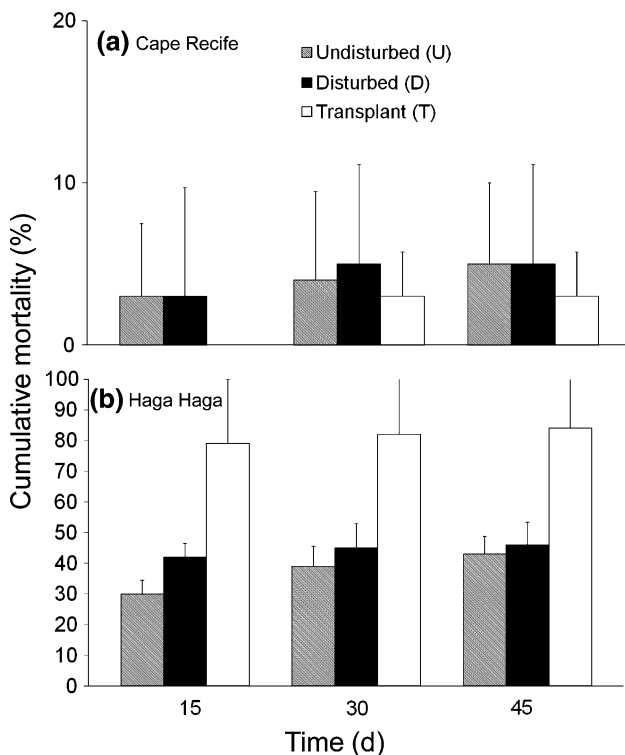 20
(a) Cape Recife
Undisturbed (U)
Disturbed (D)
Transplant (T)
10
0
Cumulative mortality (%)
100
(b) Haga Haga
90
80
70
60
50
40
30
20
10
0
15 30 45
Time (d)